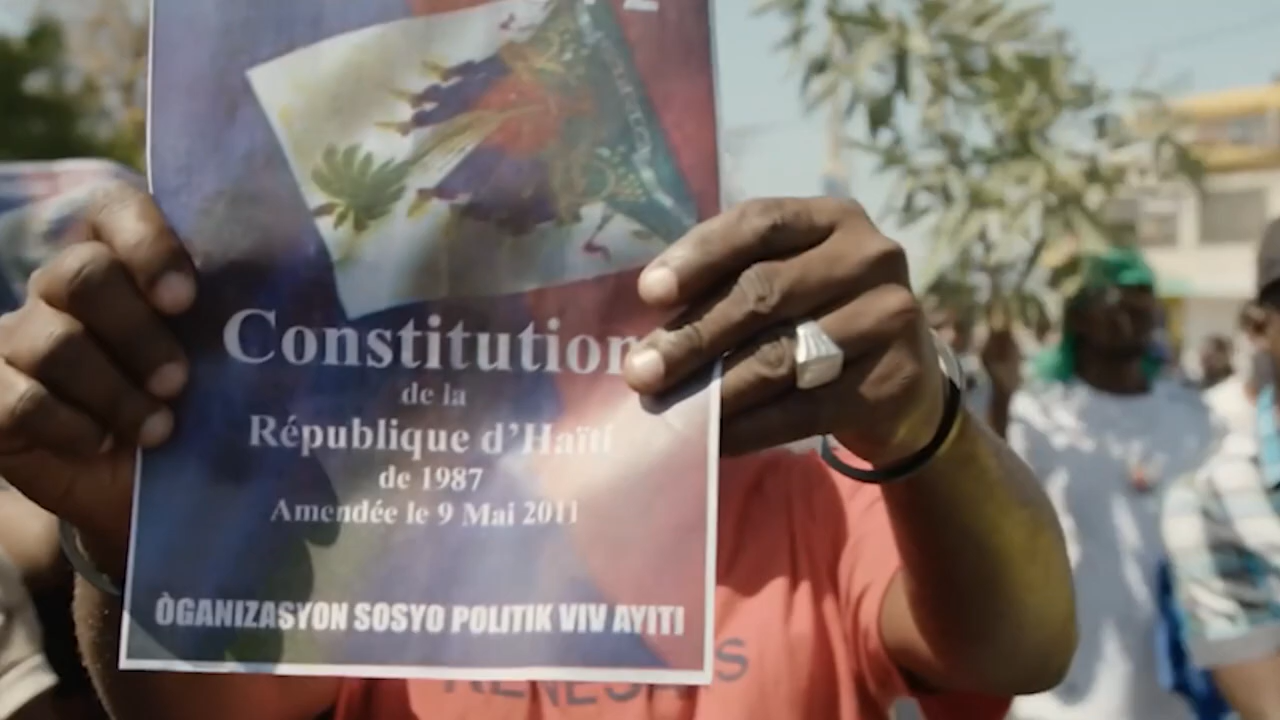 Constitution
de la
République d'Haïti
de 1987
Amendée le 9 Mai 2011
ÒGANIZASYON SOSYO POLITIK VIV AYITI